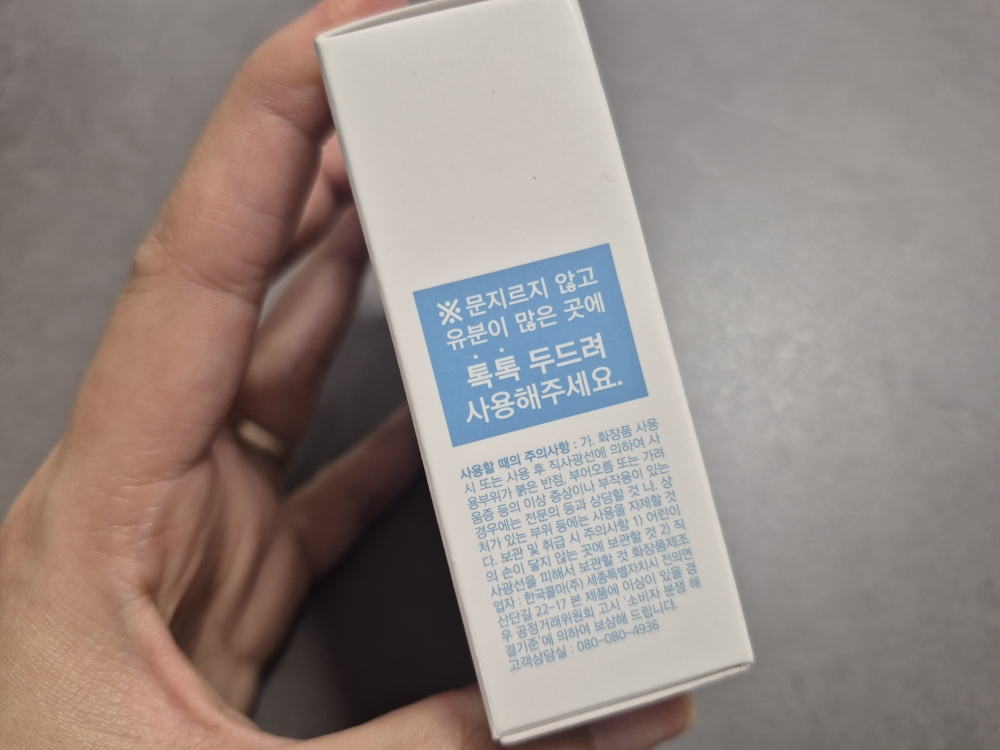 ※문지르지 않고
유분이 많은 곳에
톡톡 두드려
사용해주세요.
사용할 때의 주의사항 : 가. 화장품 사용
시 또는 사용 후 직사광선에 의하여 사
용부위가 붉은 반점, 부어오름 또는 가려
움증 등의 이상 증상이나 부작용이 있는
경우에는 전문의 등과 상담할 것 나. 상
처가 있는 부위 등에는 사용을 자제할 것
다. 보관 및 취급 시 주의사항 1) 어린이
의 손이 닿지 않는 곳에 보관할 것 2) 직
사광선을 피해서 보관할 것 화장품제조
업자 : 한국콜마(주) 세종특별자치시 전의면
산단길 22-17 본 제품에 이상이 있을 경
우 공정거래위원회 고시 '소비자 분쟁 해
결기준'에 의하여 보상해 드립니다.
고객상담실 : 080-080-4936